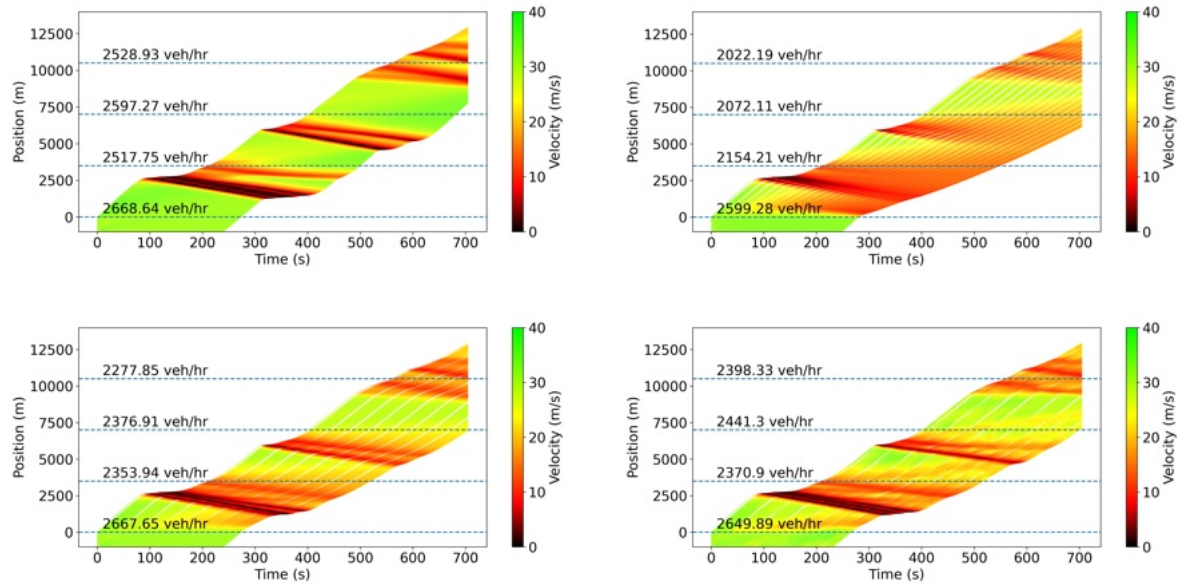 40
12500
2528.93 veh/hr
10000
30
2597.27 veh/hr
7500
Position (m)
20
Velocity (m/s)
5000
2517.75 veh/hr
2500
10
2668.64 veh/hr
0
0
0 100 200 300 400 500 600 700
Time (s)
40
12500
2022.19 veh/hr
10000
30
2072.11 veh/hr
7500
Position (m)
20
Velocity (m/s)
5000
2154.21 veh/hr
2500
10
2599.28 veh/hr
0
0
0 100 200 300 400 500 600 700
Time (s)
40
12500
2277.85 veh/hr
10000
30
2376.91 veh/hr
7500
Position (m)
20
Velocity (m/s)
5000
2353.94 veh/hr
2500
10
2667.65 veh/hr
0
0
0 100 200 300 400 500 600 700
Time (s)
40
12500
2398.33 veh/hr
10000
30
2441.3 veh/hr
7500
Position (m)
20
Velocity (m/s)
5000
2370.9 veh/hr
2500
10
2649.89 veh/hr
0
0
0 100 200 300 400 500 600 700
Time (s)